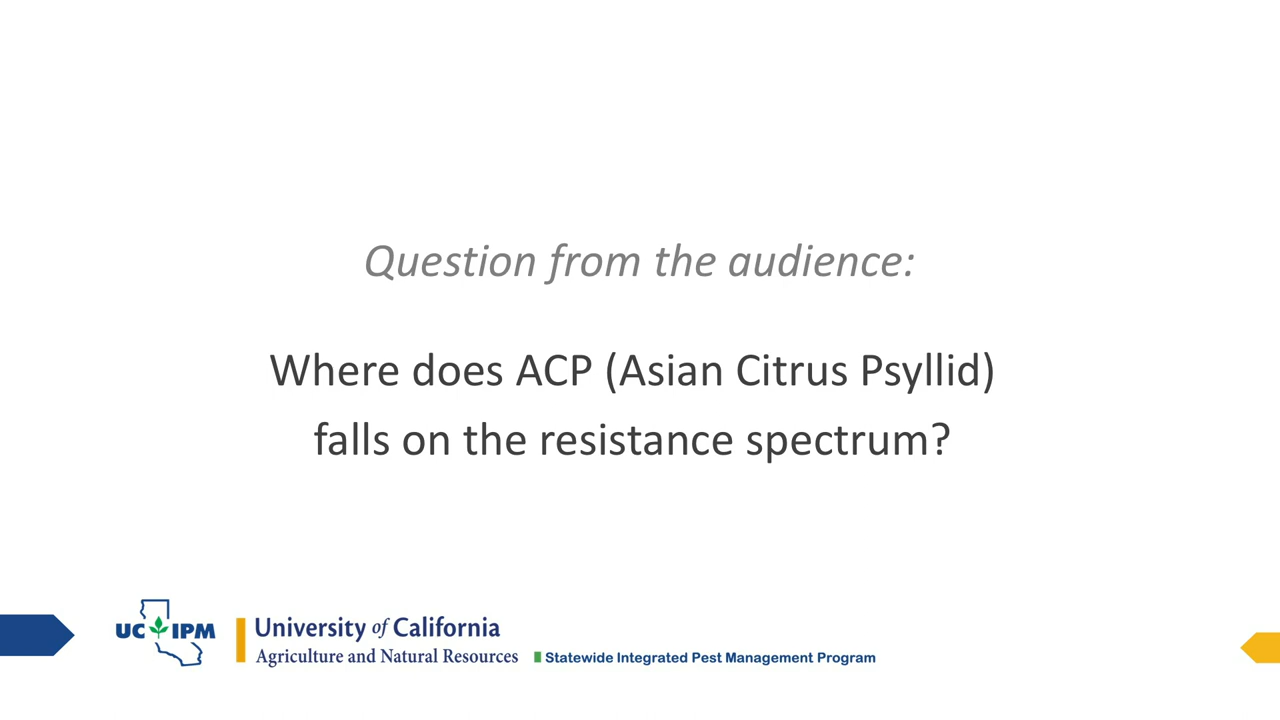 Question from the audience:
Where does ACP (Asian Citrus Psyllid)
falls on the resistance spectrum?
UC IPM
University of California
Agriculture and Natural Resources
Statewide Integrated Pest Management Program